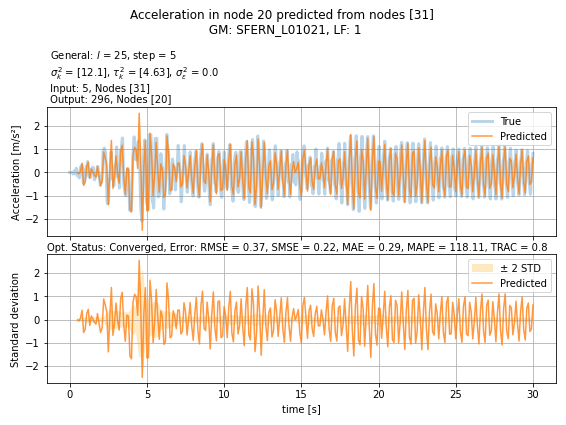 Acceleration in node 20 predicted from nodes [31]
GM: SFERN_L01021, LF: 1
General: l = 25, step = 5
σ²ₖ = [12.1], τ²ₖ = [4.63], σ²ε = 0.0
Input: 5, Nodes [31]
Output: 296, Nodes [20]
Acceleration [m/s²]
2
1
0
−1
−2
True
Predicted
Opt. Status: Converged, Error: RMSE = 0.37, SMSE = 0.22, MAE = 0.29, MAPE = 118.11, TRAC = 0.8
Standard deviation
2
1
0
−1
−2
± 2 STD
Predicted
0 5 10 15 20 25 30
time [s]